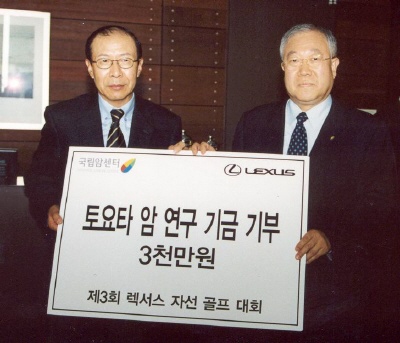 국립암센터
LEXUS
토요타 암 연구 기금 기부
3천만원
제3회 렉서스 자선 골프 대회